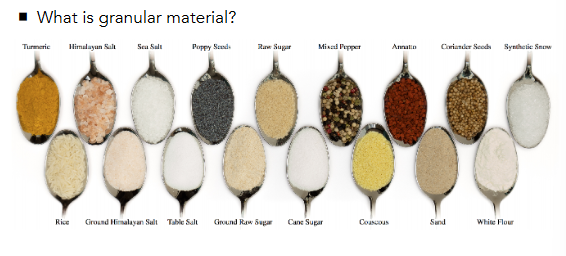 ▪ What is granular material?
Turmeric Himalayan Salt Sea Salt Poppy Seeds Raw Sugar Mixed Pepper Annatto Coriander Seeds Synthetic Snow
Rice Ground Himalayan Salt Table Salt Ground Raw Sugar Cane Sugar Couscous Sand White Flour